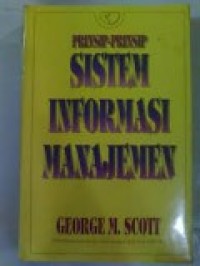 PRINSIP-PRINSIP
SISTEM
INFORMASI
MANAJEMEN
GEORGE M. SCOTT